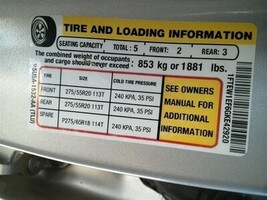 TIRE AND LOADING INFORMATION
SEATING CAPACITY TOTAL: 5 FRONT: 2 REAR: 3
The combined weight of occupants
and cargo should never exceed: 853 kg or 1881 lbs.
TIRE SIZE COLD TIRE PRESSURE
FRONT 275/55R20 113T 240 KPA, 35 PSI
REAR 275/55R20 113T 240 KPA, 35 PSI
SPARE P275/65R18 114T 240 KPA, 35 PSI
SEE OWNERS
MANUAL FOR
ADDITIONAL
INFORMATION